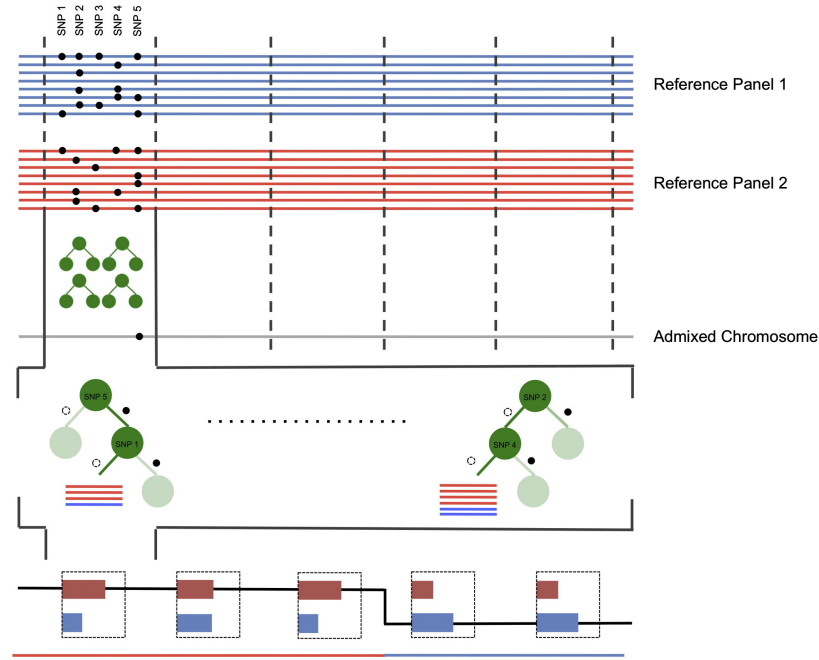 SNP 1
SNP 2
SNP 3
SNP 4
SNP 5
Reference Panel 1
Reference Panel 2
Admixed Chromosome
SNP 5
SNP 2
SNP 1
SNP 4